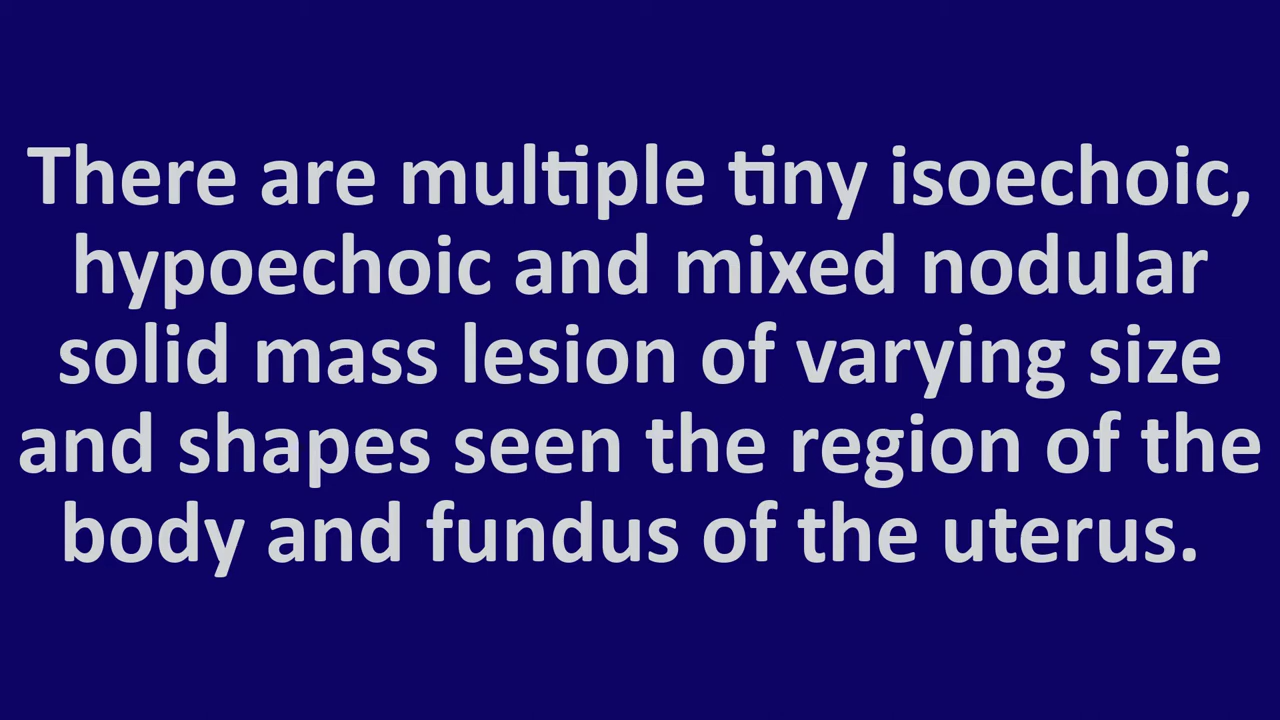 There are multiple tiny isoechoic,
hypoechoic and mixed nodular
solid mass lesion of varying size
and shapes seen the region of the
body and fundus of the uterus.